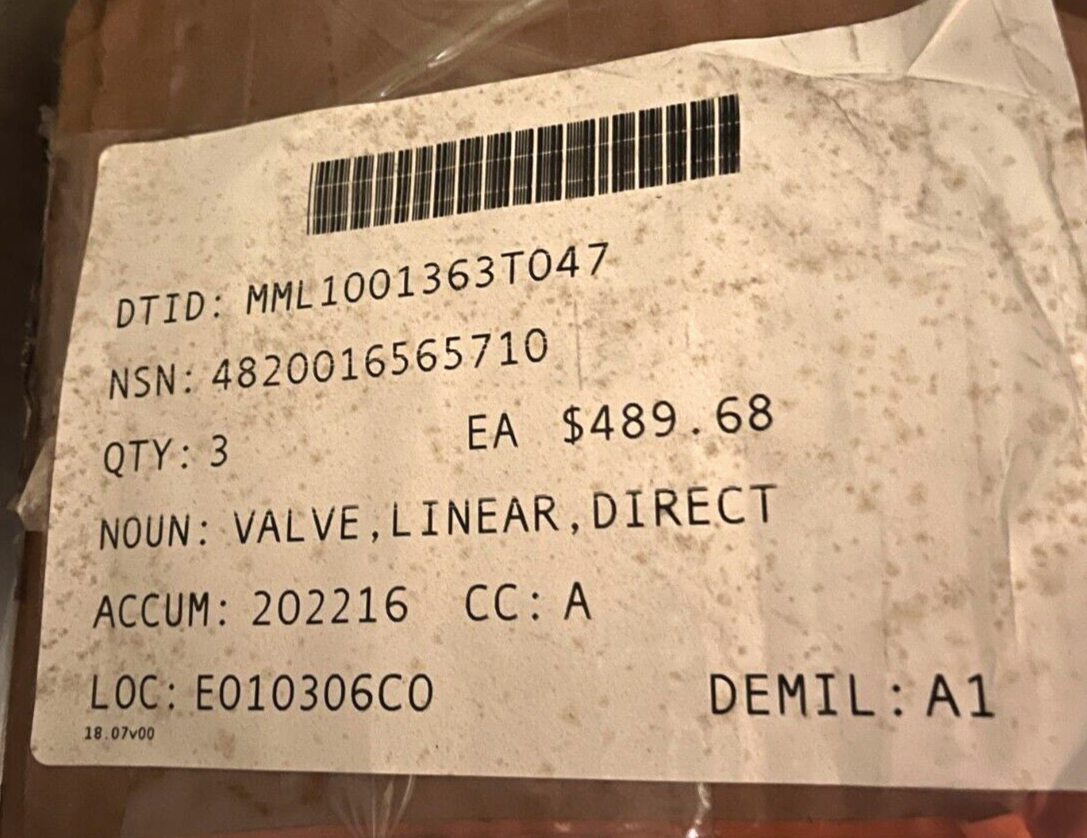 DTID: MML1001363T047
NSN: 4820016565710
QTY: 3 EA $489.68
NOUN: VALVE,LINEAR,DIRECT
ACCUM: 202216 CC: A
LOC: E010306C0 DEMIL: A1
18.07v00